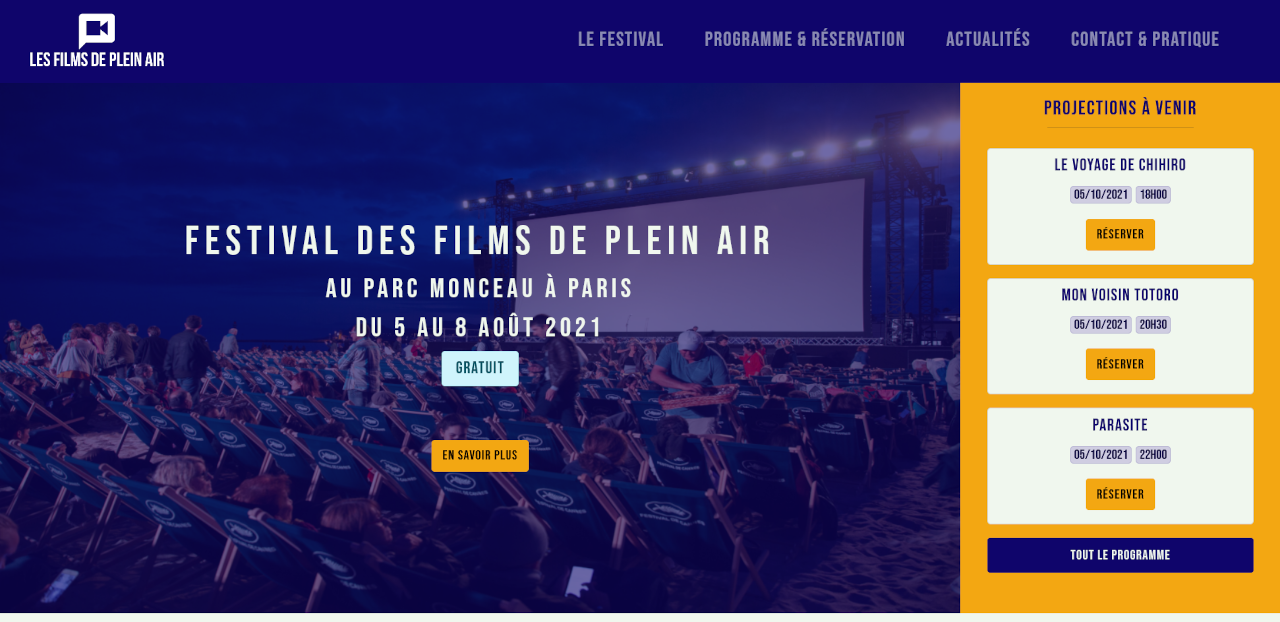 LES FILMS DE PLEIN AIR
LE FESTIVAL
PROGRAMME & RÉSERVATION
ACTUALITÉS
CONTACT & PRATIQUE
FESTIVAL DES FILMS DE PLEIN AIR
AU PARC MONCEAU À PARIS
DU 5 AU 8 AOÛT 2021
GRATUIT
EN SAVOIR PLUS
PROJECTIONS À VENIR
LE VOYAGE DE CHIHIRO
05/10/2021 18H00
RÉSERVER
MON VOISIN TOTORO
05/10/2021 20H30
RÉSERVER
PARASITE
05/10/2021 22H00
RÉSERVER
TOUT LE PROGRAMME